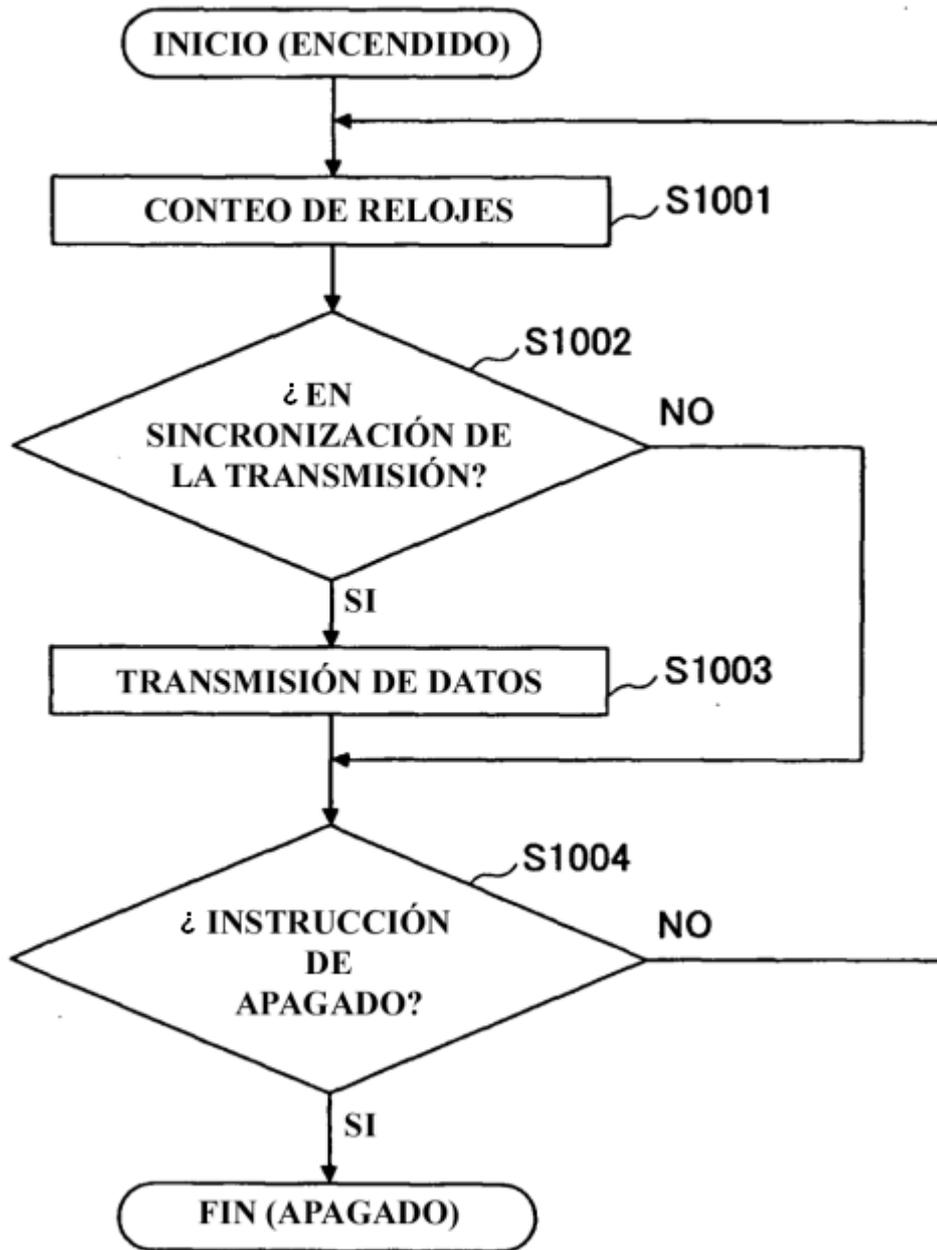 INICIO (ENCENDIDO)
CONTEO DE RELOJES
S1001
S1002
¿ EN
SINCRONIZACIÓN DE
LA TRANSMISIÓN?
NO
SI
TRANSMISIÓN DE DATOS
S1003
S1004
¿ INSTRUCCIÓN
DE
APAGADO?
NO
SI
FIN (APAGADO)